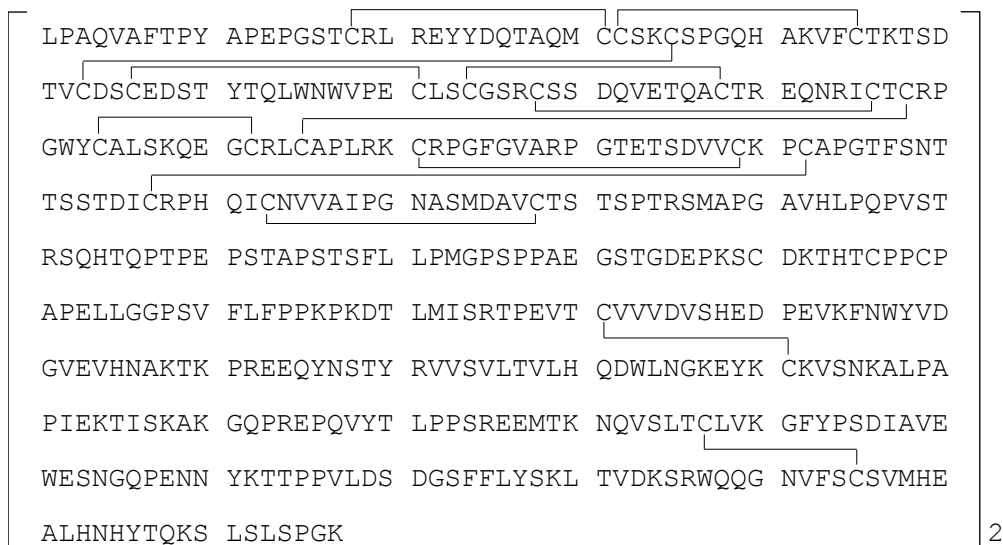 LPAQVAFTPY APEPGSTCRL REYYDQTAQM CCSKCSPGQH AKVFCTKTSD
TVCDSCEDST YTQLWNWVPE CLSCGSRCSS DQVETQACTR EQNRICTCRP
GWYCALSKQEG CRLCAPLRK CRPGFGVARP GTETSDVVCK PCAPGTFSNT
TSSTDICRPH QICNVVAIPG NASMDAVCTS TSPTRSMAPG AVHLPQPVST
RSQHTQPTPE PSTAPSTSFL LPMGPSPPAE GSTGDEPKSC DKTHTCPPCP
APELLGGPSV FLFPPKPKDT LMISRTPEVT CVVVDVSHED PEVKFNWYVD
GVEVHNAKTK PREEQYNSTY RVVSVLTVLH QDWLNGKEYK CKVSNKALPA
PIEKTISKAK GQPREPQVYT LPPSREEMTK NQVSLTCLVK GFYPSDIAVE
WESNGQPENN YKTTPPVLDS DGSFFLYSKL TVDKSRWQQG NVFSCSVMHE
ALHNHYTQKS LSLSPGK
2